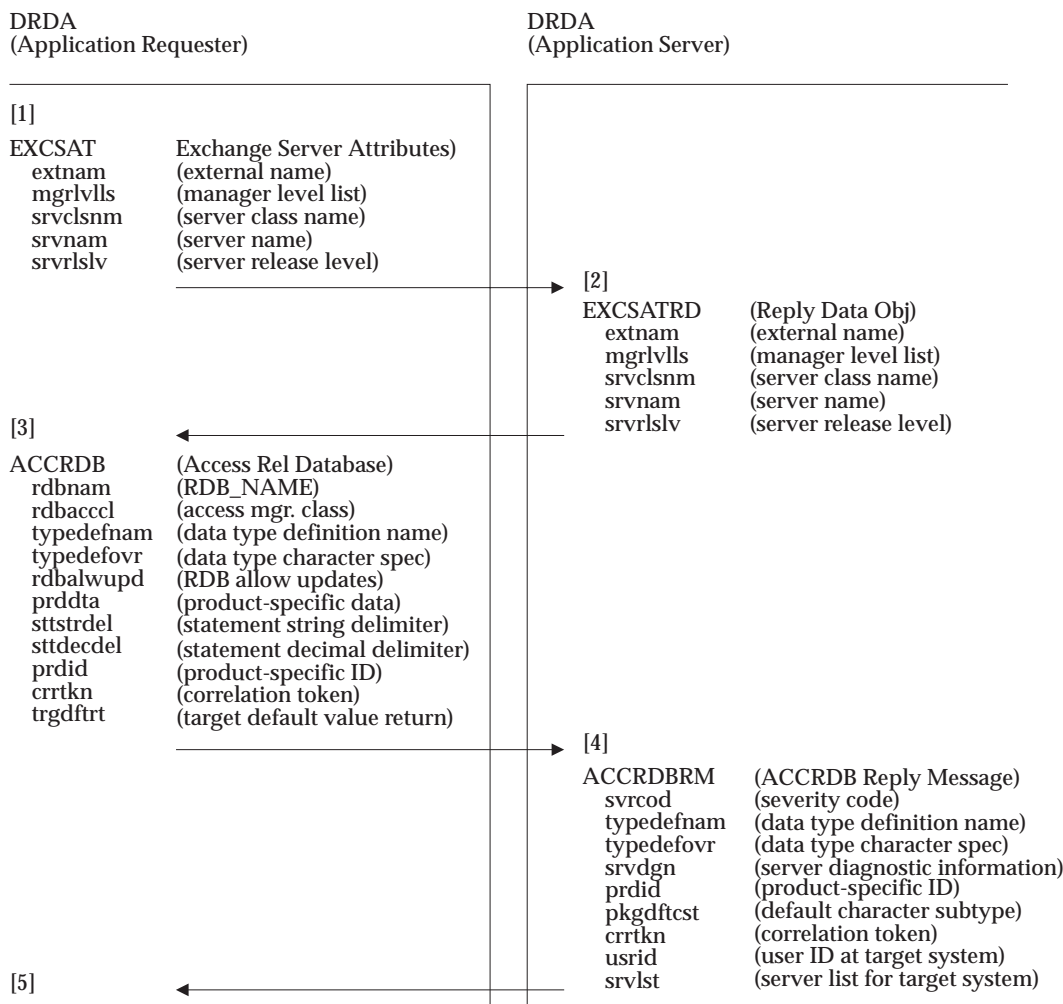 DRDA
(Application Requester)
DRDA
(Application Server)
[1]
EXCSAT Exchange Server Attributes)
extnam (external name)
mgrlvlls (manager level list)
srvclsnm (server class name)
srvnam (server name)
srvrlslv (server release level)
[2]
EXCSATRD (Reply Data Obj)
extnam (external name)
mgrlvlls (manager level list)
srvclsnm (server class name)
srvnam (server name)
srvrlslv (server release level)
[3]
ACCRDB (Access Rel Database)
rdbnam (RDB_NAME)
rdbacccl (access mgr. class)
typedefnam (data type definition name)
typedefovr (data type character spec)
rdbalwupd (RDB allow updates)
prddta (product-specific data)
sttstrdel (statement string delimiter)
sttdecdel (statement decimal delimiter)
prdid (product-specific ID)
crrtkn (correlation token)
trgdftrt (target default value return)
[4]
ACCRDBRM (ACCRDB Reply Message)
svrcod (severity code)
typedefnam (data type definition name)
typedefovr (data type character spec)
srvdgn (server diagnostic information)
prdid (product-specific ID)
pkgdftcst (default character subtype)
crrtkn (correlation token)
usrid (user ID at target system)
srvlst (server list for target system)
[5]